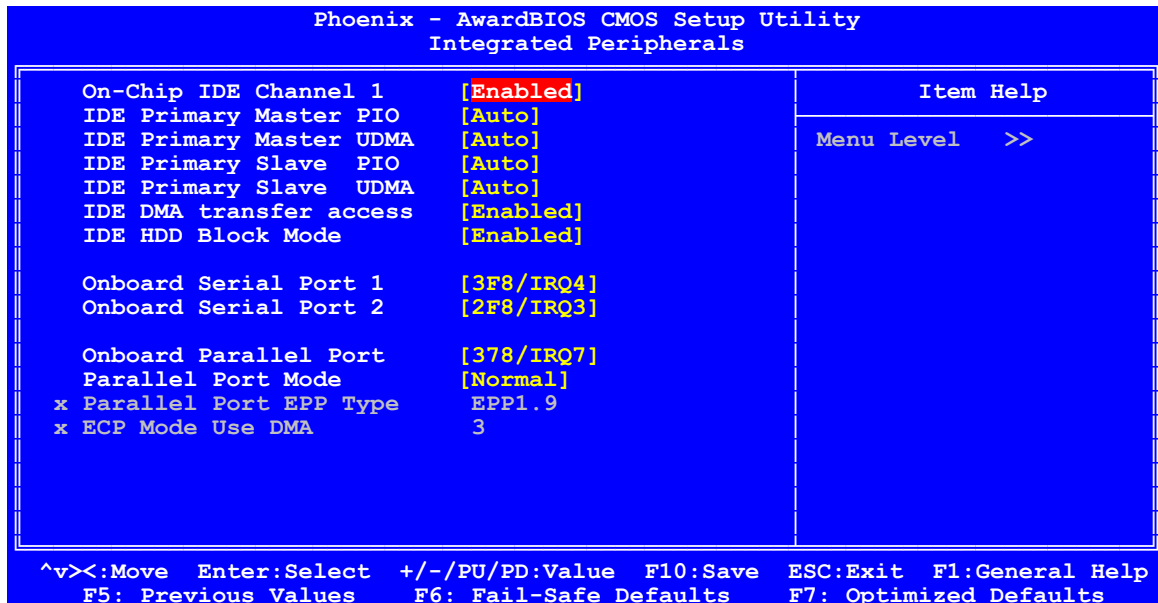 Phoenix - AwardBIOS CMOS Setup Utility
Integrated Peripherals
On-Chip IDE Channel 1 [Enabled]
IDE Primary Master PIO [Auto]
IDE Primary Master UDMA [Auto]
IDE Primary Slave PIO [Auto]
IDE Primary Slave UDMA [Auto]
IDE DMA transfer access [Enabled]
IDE HDD Block Mode [Enabled]
Onboard Serial Port 1 [3F8/IRQ4]
Onboard Serial Port 2 [2F8/IRQ3]
Onboard Parallel Port [378/IRQ7]
Parallel Port Mode [Normal]
x Parallel Port EPP Type EPP1.9
x ECP Mode Use DMA 3
Item Help
Menu Level >>
^v><:Move Enter:Select +/-/PU/PD:Value F10:Save ESC:Exit F1:General Help
F5: Previous Values F6: Fail-Safe Defaults F7: Optimized Defaults